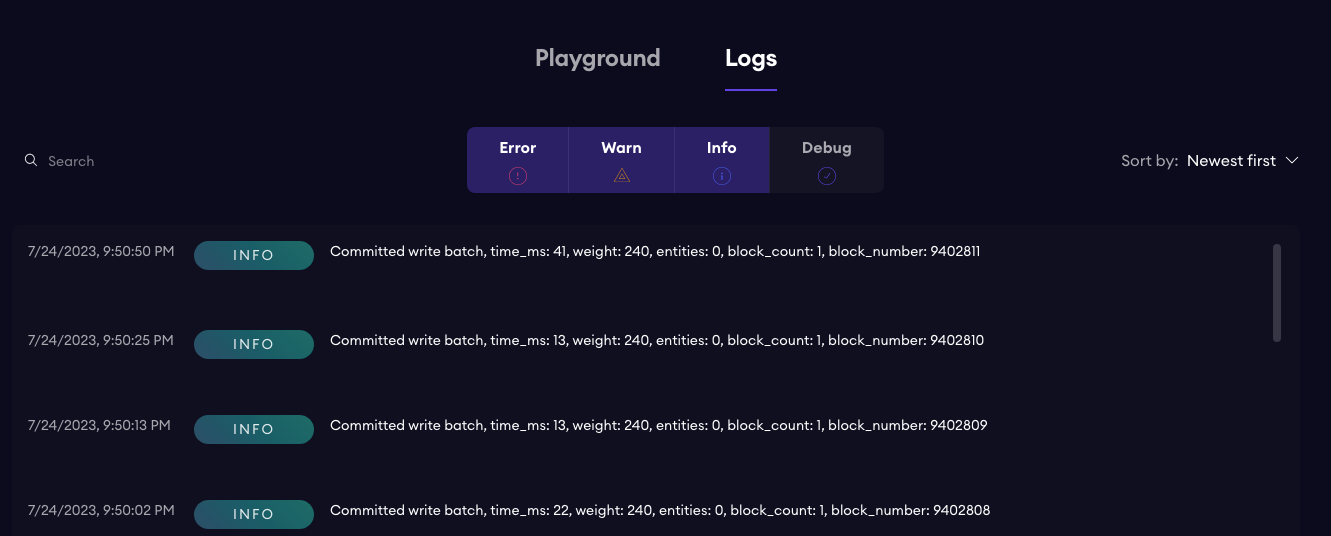 Playground Logs
Search
Error Warn Info Debug
Sort by: Newest first
7/24/2023, 9:50:50 PM INFO Committed write batch, time_ms: 41, weight: 240, entities: 0, block_count: 1, block_number: 9402811
7/24/2023, 9:50:25 PM INFO Committed write batch, time_ms: 13, weight: 240, entities: 0, block_count: 1, block_number: 9402810
7/24/2023, 9:50:13 PM INFO Committed write batch, time_ms: 13, weight: 240, entities: 0, block_count: 1, block_number: 9402809
7/24/2023, 9:50:02 PM INFO Committed write batch, time_ms: 22, weight: 240, entities: 0, block_count: 1, block_number: 9402808